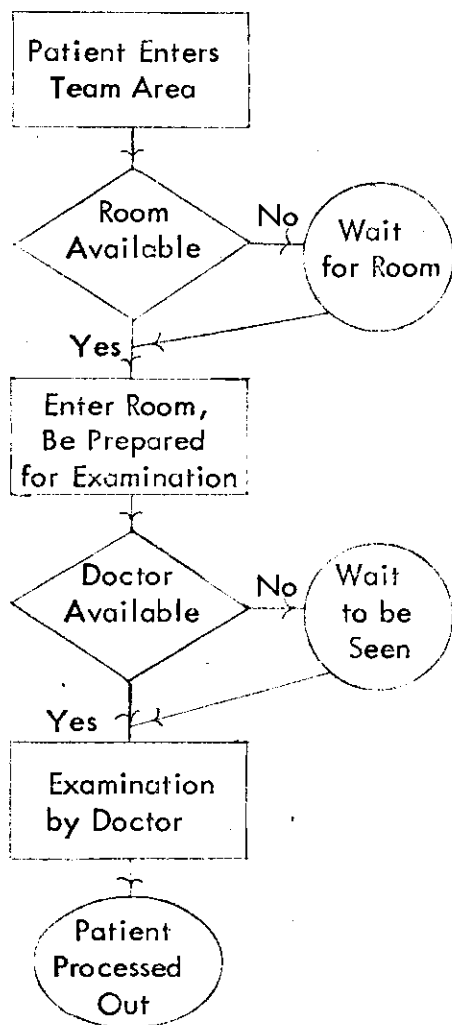 Patient Enters
Team Area
Room
Available
No
Wait
for Room
Yes
Enter Room,
Be Prepared
for Examination
Doctor
Available
No
Wait
to be
Seen
Yes
Examination
by Doctor
Patient
Processed
Out